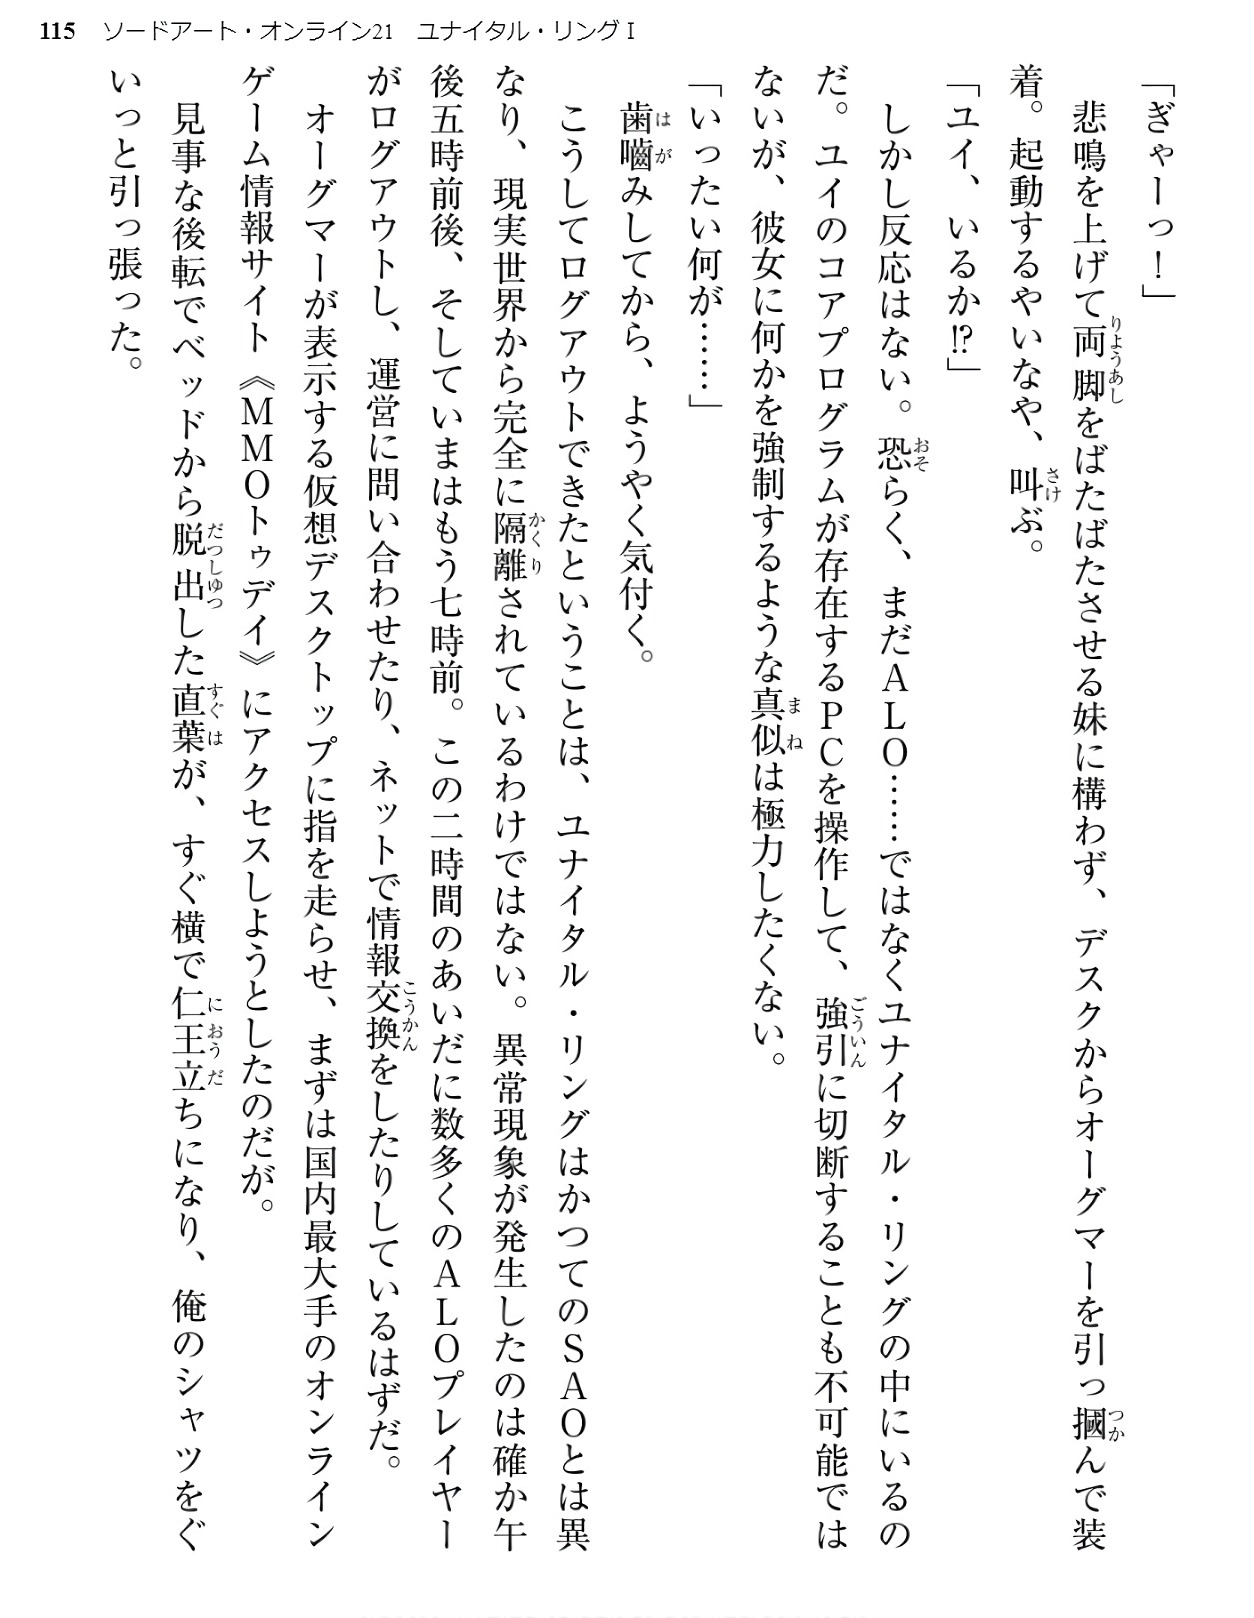 115 ソードアート・オンライン21 ユナイタル・リングⅠ
「ぎゃーっ！」
悲鳴を上げて両脚をばたばたさせる妹に構わず、デスクからオーグマーを引っ摑んで装
着。起動するやいなや、叫ぶ。
「ユイ、いるか!?」
しかし反応はない。恐らく、まだＡＬＯ……ではなくユナイタル・リングの中にいるの
だ。ユイのコアプログラムが存在するＰＣを操作して、強引に切断することも不可能では
ないが、彼女に何かを強制するような真似は極力したくない。
「いったい何が……」
歯嚙みしてから、ようやく気付く。
こうしてログアウトできたということは、ユナイタル・リングはかつてのＳＡＯとは異
なり、現実世界から完全に隔離されているわけではない。異常現象が発生したのは確か午
後五時前後、そしていまはもう七時前。この二時間のあいだに数多くのＡＬＯプレイヤー
がログアウトし、運営に問い合わせたり、ネットで情報交換をしたりしているはずだ。
オーグマーが表示する仮想デスクトップに指を走らせ、まずは国内最大手のオンライン
ゲーム情報サイト《ＭＭＯトゥデイ》にアクセスしようとしたのだが。
見事な後転でベッドから脱出した直葉が、すぐ横で仁王立ちになり、俺のシャツをぐ
いっと引っ張った。